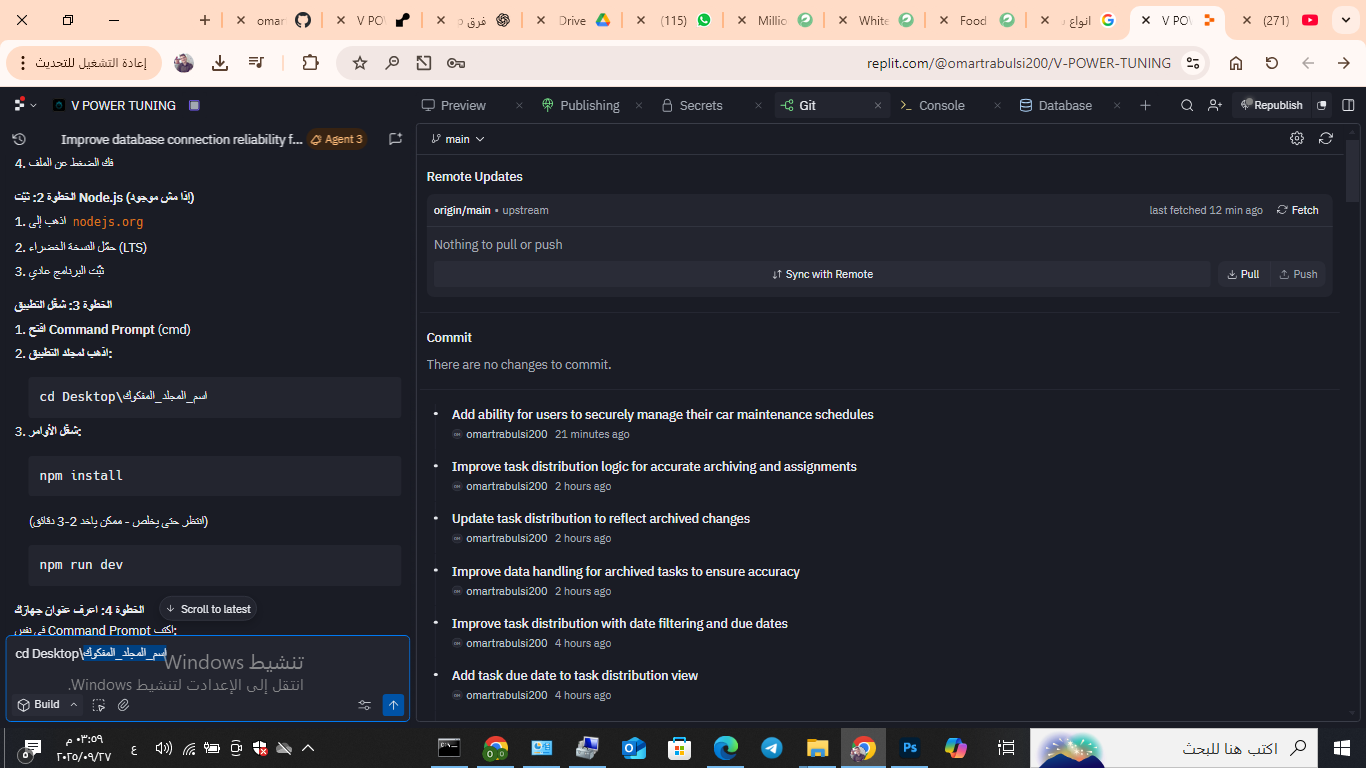 omar
V POV
فرق ب
Drive
(115)
Millio
White
Food
انواع ب
V POV
(271)
إعادة التشغيل للتحديث
replit.com/@omartrabulsi200/V-POWER-TUNING
V POWER TUNING
Preview
Publishing
Secrets
Git
Console
Database
Republish
Improve database connection reliability f...
Agent 3
4. فك الضغط عن الملف
الخطوة 2: ثبّت Node.js (إذا مش موجود)
1. اذهب إلى nodejs.org
2. حمّل النسخة الخضراء (LTS)
3. ثبّت البرنامج عادي
الخطوة 3: شغّل التطبيق
1. افتح Command Prompt (cmd)
2. اذهب لمجلد التطبيق:
cd Desktop\اسم_المجلد_المفكوك
3. شغّل الأوامر:
npm install
(انتظر حتى يخلص - ممكن ياخد 2-3 دقائق)
npm run dev
الخطوة 4: اعرف عنوان جهازك
Scroll to latest
في نفس Command Prompt اكتب:
cd Desktop\اسم_المجلد_المفكوك
Build
main
Remote Updates
origin/main • upstream
last fetched 12 min ago
Fetch
Nothing to pull or push
Sync with Remote
Pull
Push
Commit
There are no changes to commit.
Add ability for users to securely manage their car maintenance schedules
omartrabulsi200 21 minutes ago
Improve task distribution logic for accurate archiving and assignments
omartrabulsi200 2 hours ago
Update task distribution to reflect archived changes
omartrabulsi200 2 hours ago
Improve data handling for archived tasks to ensure accuracy
omartrabulsi200 2 hours ago
Improve task distribution with date filtering and due dates
omartrabulsi200 4 hours ago
Add task due date to task distribution view
omartrabulsi200 4 hours ago
تنشيط Windows
انتقل إلى الإعدادت لتنشيط Windows.
٠٣:٥٩ م
٢٠٢٥/٠٩/٢٧
ع
Ps
اكتب هنا للبحث